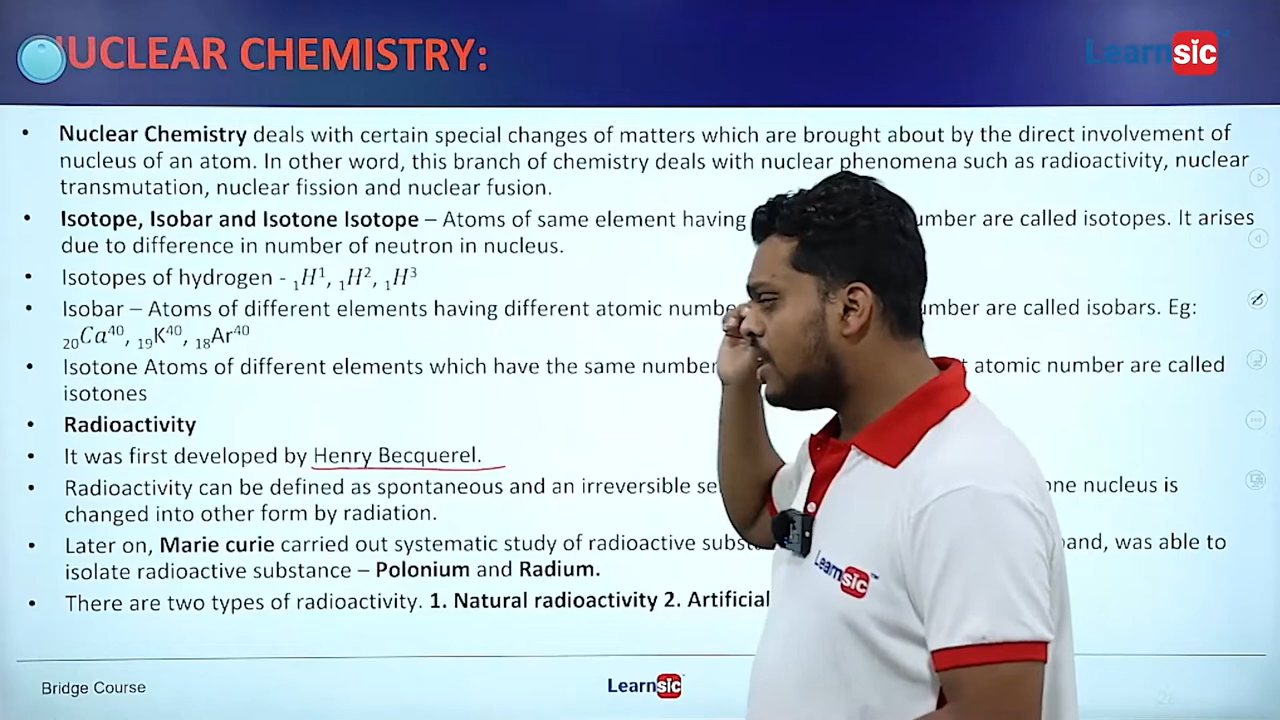 UCLEAR CHEMISTRY:
Learnsic
• Nuclear Chemistry deals with certain special changes of matters which are brought about by the direct involvement of
nucleus of an atom. In other word, this branch of chemistry deals with nuclear phenomena such as radioactivity, nuclear
transmutation, nuclear fission and nuclear fusion.
• Isotope, Isobar and Isotone Isotope – Atoms of same element having umber are called isotopes. It arises
due to difference in number of neutron in nucleus.
• Isotopes of hydrogen - ₁H¹, ₁H², ₁H³
• Isobar – Atoms of different elements having different atomic numbe umber are called isobars. Eg:
₂₀Ca⁴⁰, ₁₉K⁴⁰, ₁₈Ar⁴⁰
• Isotone Atoms of different elements which have the same number t atomic number are called
isotones
• Radioactivity
• It was first developed by Henry Becquerel.
• Radioactivity can be defined as spontaneous and an irreversible se one nucleus is
changed into other form by radiation.
• Later on, Marie curie carried out systematic study of radioactive subst and, was able to
isolate radioactive substance – Polonium and Radium.
• There are two types of radioactivity. 1. Natural radioactivity 2. Artificial
Learnsic™
Bridge Course
Learnsic